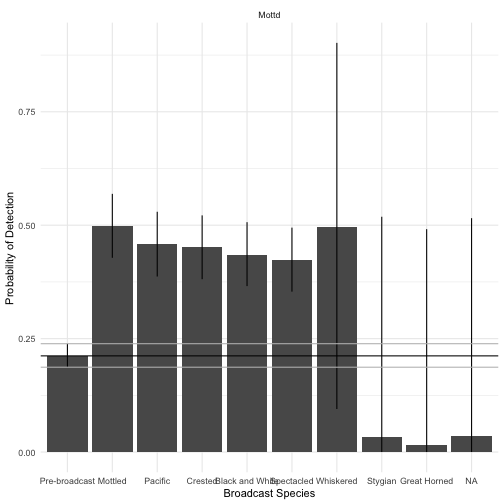 Mottd
0.75
0.50
0.25
0.00
Probability of Detection
Pre-broadcast Mottled Pacific Crested Black and White Spectacled Whiskered Stygian Great Horned NA
Broadcast Species